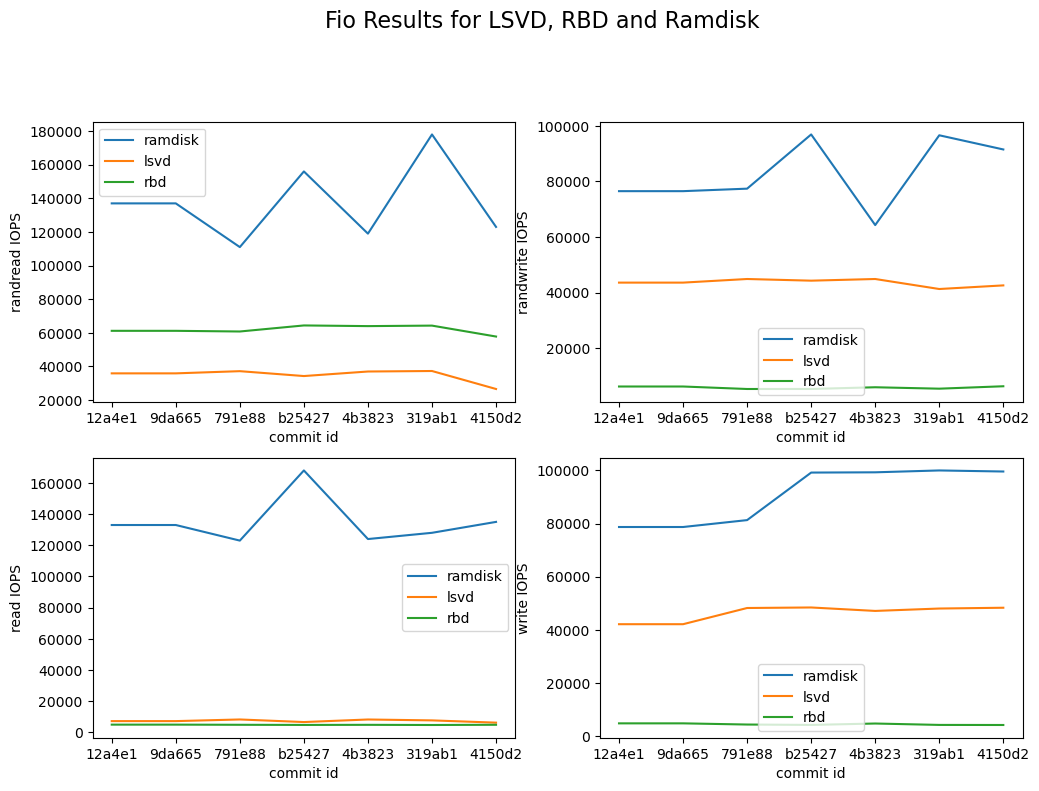 Fio Results for LSVD, RBD and Ramdisk
randread IOPS
180000
160000
140000
120000
100000
80000
60000
40000
20000
ramdisk
lsvd
rbd
12a4e1 9da665 791e88 b25427 4b3823 319ab1 4150d2
commit id
randwrite IOPS
100000
80000
60000
40000
20000
ramdisk
lsvd
rbd
12a4e1 9da665 791e88 b25427 4b3823 319ab1 4150d2
commit id
read IOPS
160000
140000
120000
100000
80000
60000
40000
20000
0
ramdisk
lsvd
rbd
12a4e1 9da665 791e88 b25427 4b3823 319ab1 4150d2
commit id
write IOPS
100000
80000
60000
40000
20000
0
ramdisk
lsvd
rbd
12a4e1 9da665 791e88 b25427 4b3823 319ab1 4150d2
commit id